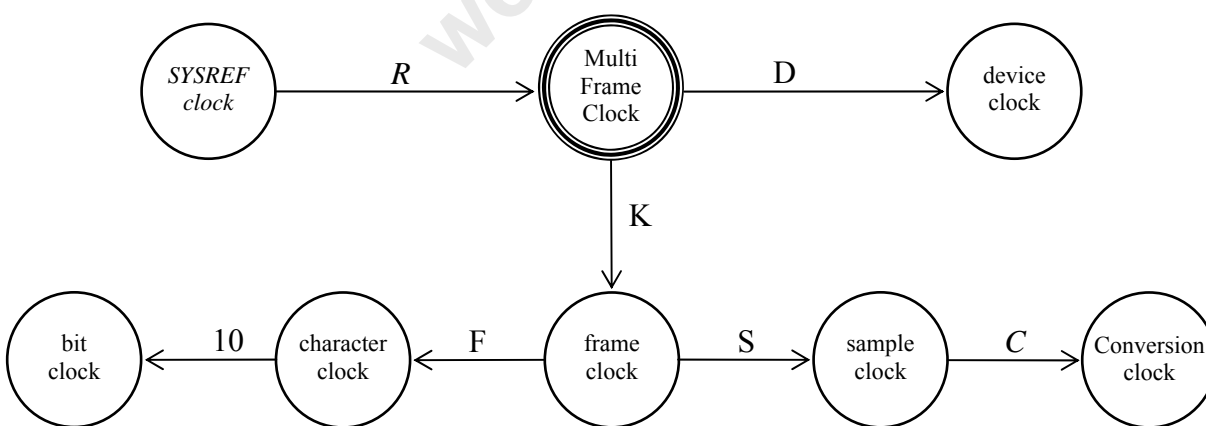 SYSREF
clock
R
Multi
Frame
Clock
D
device
clock
K
bit
clock
10
character
clock
F
frame
clock
S
sample
clock
C
Conversion
clock